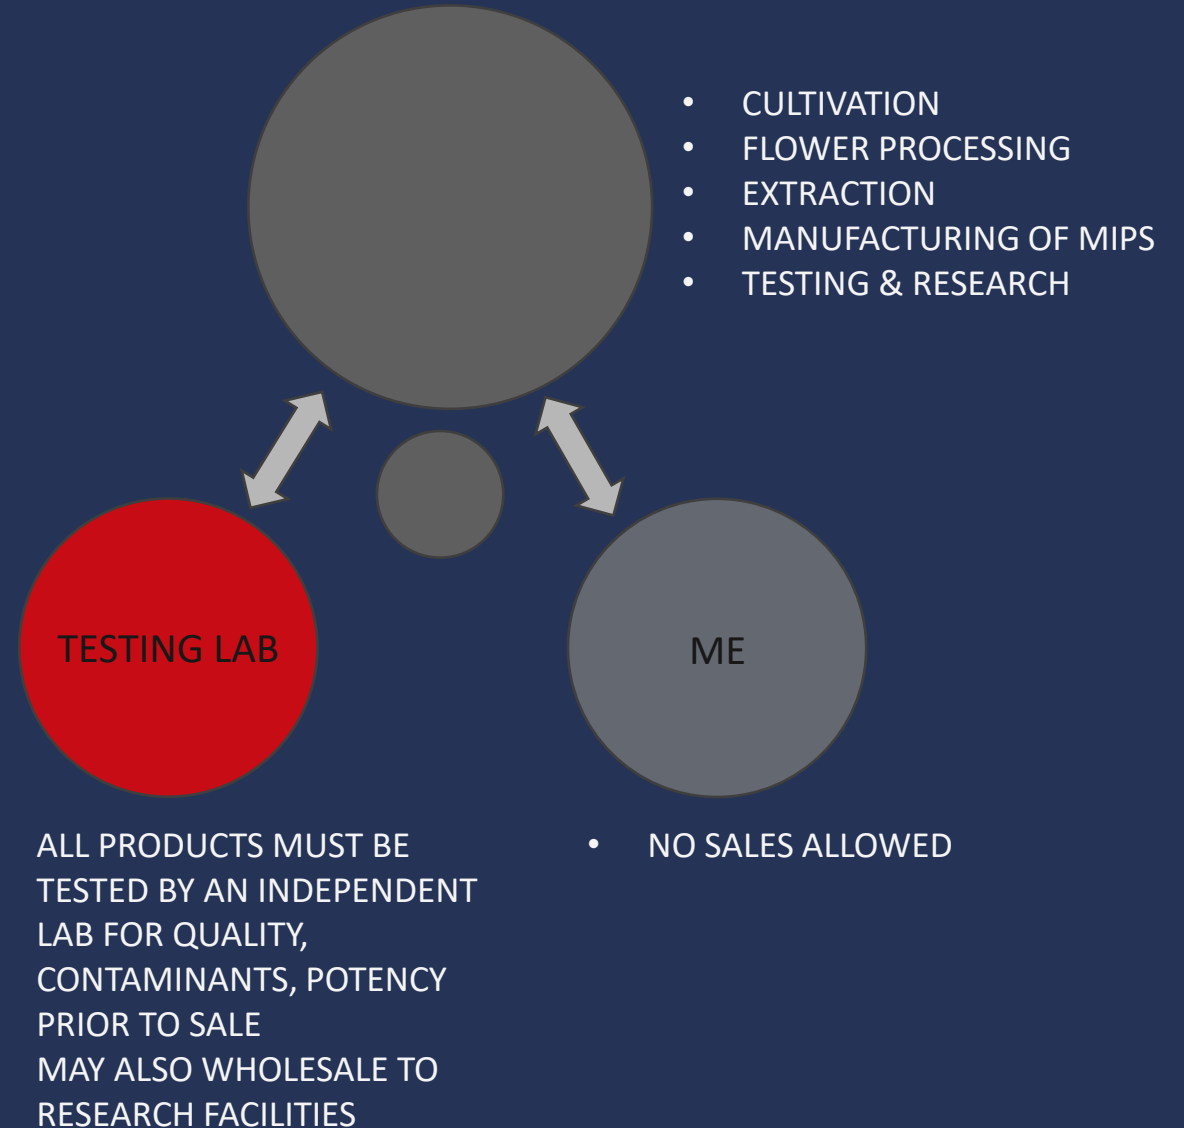 • CULTIVATION
• FLOWER PROCESSING
• EXTRACTION
• MANUFACTURING OF MIPS
• TESTING & RESEARCH
TESTING LAB
ME
ALL PRODUCTS MUST BE
TESTED BY AN INDEPENDENT
LAB FOR QUALITY,
CONTAMINANTS, POTENCY
PRIOR TO SALE
MAY ALSO WHOLESALE TO
RESEARCH FACILITIES
• NO SALES ALLOWED